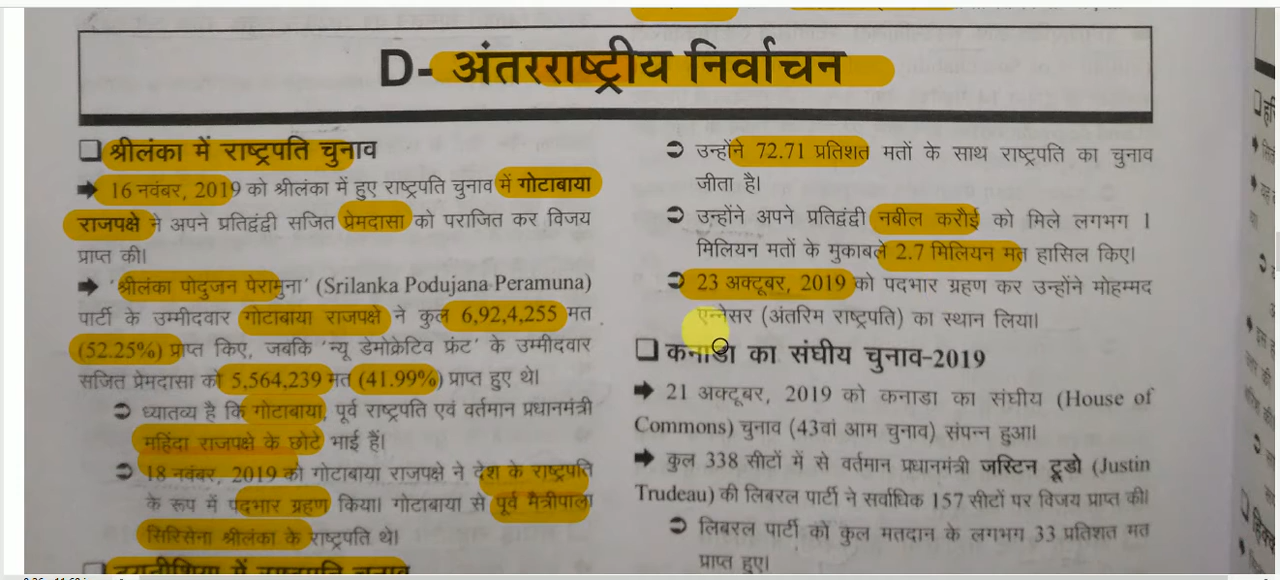 D- अंतरराष्ट्रीय निर्वाचन
❑ श्रीलंका में राष्ट्रपति चुनाव
➡ 16 नवंबर, 2019 को श्रीलंका में हुए राष्ट्रपति चुनाव में गोटाबाया
राजपक्षे ने अपने प्रतिद्वंद्वी सजित प्रेमदासा को पराजित कर विजय
प्राप्त की।
➡ 'श्रीलंका पोदुजन पेरामुना' (Srilanka Podujana Peramuna)
पार्टी के उम्मीदवार गोटाबाया राजपक्षे ने कुल 6,92,4,255 मत
(52.25%) प्राप्त किए, जबकि 'न्यू डेमोक्रेटिव फ्रंट' के उम्मीदवार
सजित प्रेमदासा को 5,564,239 मत (41.99%) प्राप्त हुए थे।
➲ ध्यातव्य है कि गोटाबाया, पूर्व राष्ट्रपति एवं वर्तमान प्रधानमंत्री
महिंदा राजपक्षे के छोटे भाई हैं।
➲ 18 नवंबर, 2019 को गोटाबाया राजपक्षे ने देश के राष्ट्रपति
के रूप में पदभार ग्रहण किया। गोटाबाया से पूर्व मैत्रीपाला
सिरिसेना श्रीलंका के राष्ट्रपति थे।
❑ ट्यूनीशिया में राष्ट्रपति चुनाव
➲ उन्होंने 72.71 प्रतिशत मतों के साथ राष्ट्रपति का चुनाव
जीता है।
➲ उन्होंने अपने प्रतिद्वंद्वी नबील करौई को मिले लगभग 1
मिलियन मतों के मुकाबले 2.7 मिलियन मत हासिल किए।
➲ 23 अक्टूबर, 2019 को पदभार ग्रहण कर उन्होंने मोहम्मद
एन्नेसर (अंतरिम राष्ट्रपति) का स्थान लिया।
❑ कनाडा का संघीय चुनाव-2019
➡ 21 अक्टूबर, 2019 को कनाडा का संघीय (House of
Commons) चुनाव (43वां आम चुनाव) संपन्न हुआ।
➡ कुल 338 सीटों में से वर्तमान प्रधानमंत्री जस्टिन ट्रूडो (Justin
Trudeau) की लिबरल पार्टी ने सर्वाधिक 157 सीटों पर विजय प्राप्त की।
➲ लिबरल पार्टी को कुल मतदान के लगभग 33 प्रतिशत मत
प्राप्त हुए।